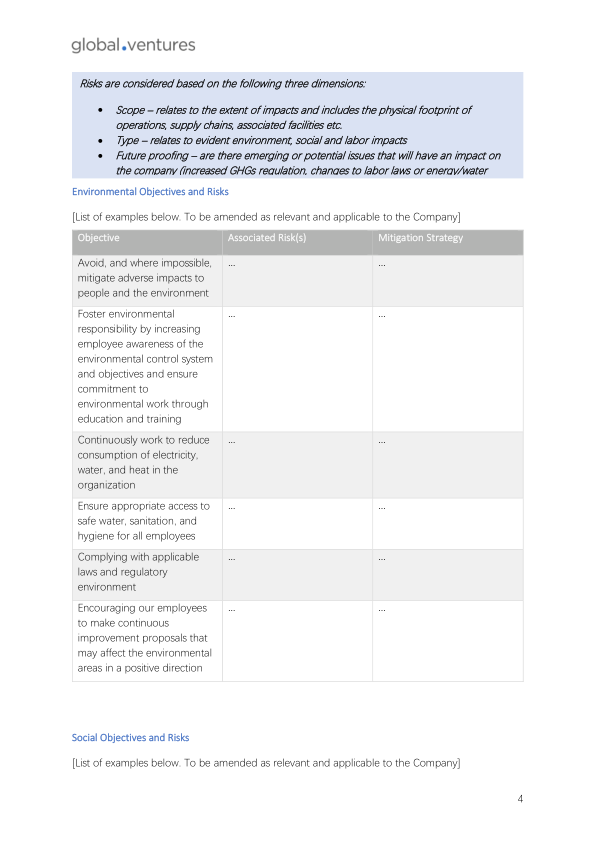 global.ventures
Risks are considered based on the following three dimensions:
• Scope – relates to the extent of impacts and includes the physical footprint of
operations, supply chains, associated facilities etc.
• Type – relates to evident environment, social and labor impacts
• Future proofing – are there emerging or potential issues that will have an impact on
the company (increased GHGs regulation, changes to labor laws or energy/water
Environmental Objectives and Risks
[List of examples below. To be amended as relevant and applicable to the Company]
Objective Associated Risk(s) Mitigation Strategy
Avoid, and where impossible, ... ...
mitigate adverse impacts to
people and the environment
Foster environmental ... ...
responsibility by increasing
employee awareness of the
environmental control system
and objectives and ensure
commitment to
environmental work through
education and training
Continuously work to reduce ... ...
consumption of electricity,
water, and heat in the
organization
Ensure appropriate access to ... ...
safe water, sanitation, and
hygiene for all employees
Complying with applicable ... ...
laws and regulatory
environment
Encouraging our employees ... ...
to make continuous
improvement proposals that
may affect the environmental
areas in a positive direction
Social Objectives and Risks
[List of examples below. To be amended as relevant and applicable to the Company]
4